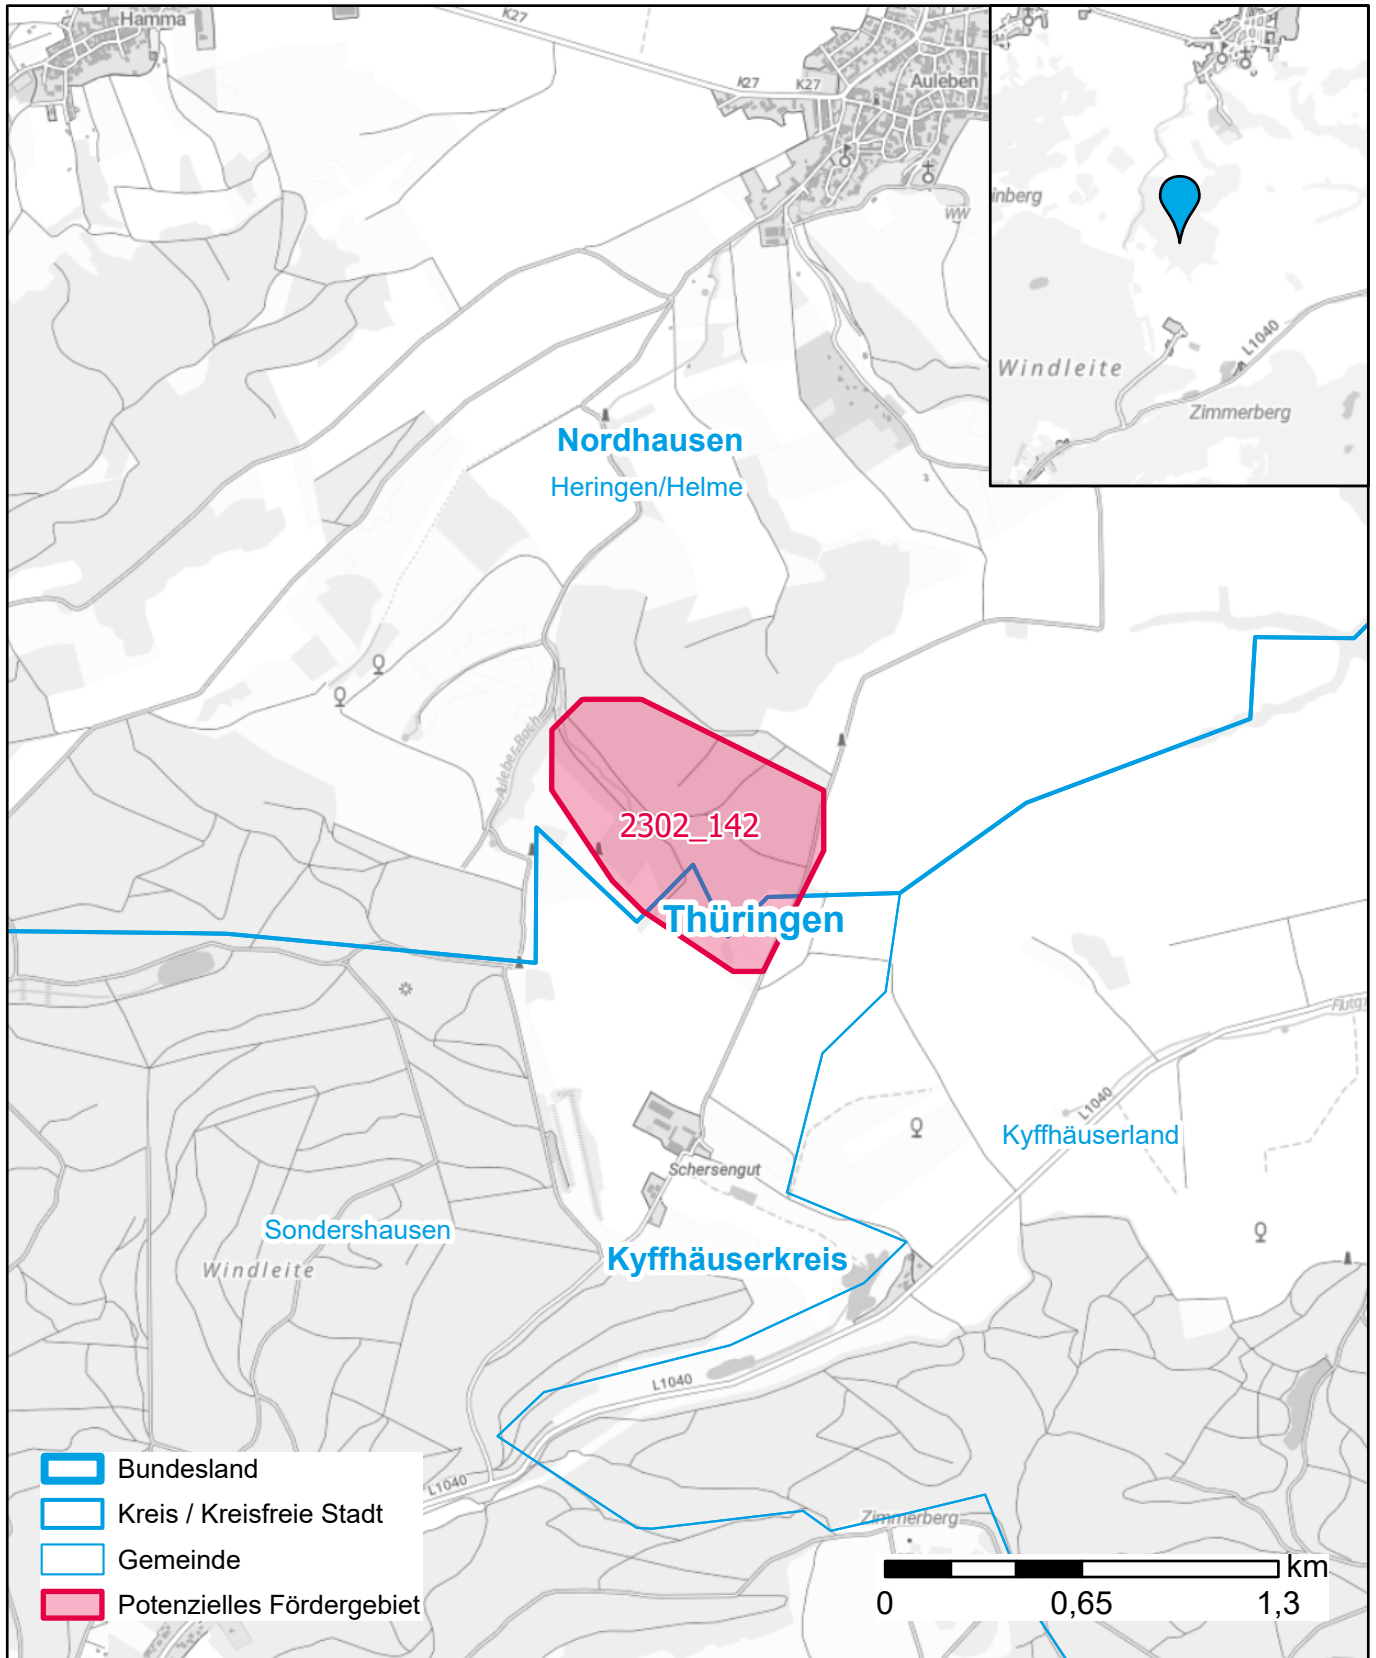 Hamma
K27
K27
K27
Auleben
WW
inberg
Windleite
L1040
Zimmerberg
Nordhausen
Heringen/Helme
Auleber Bach
2302_142
Thüringen
Flutg
L1040
Kyffhäuserland
Schersengut
Sondershausen
Windleite
Kyffhäuserkreis
L1040
L1040
Zimmerberg
Bundesland
Kreis / Kreisfreie Stadt
Gemeinde
Potenzielles Fördergebiet
km
0 0,65 1,3